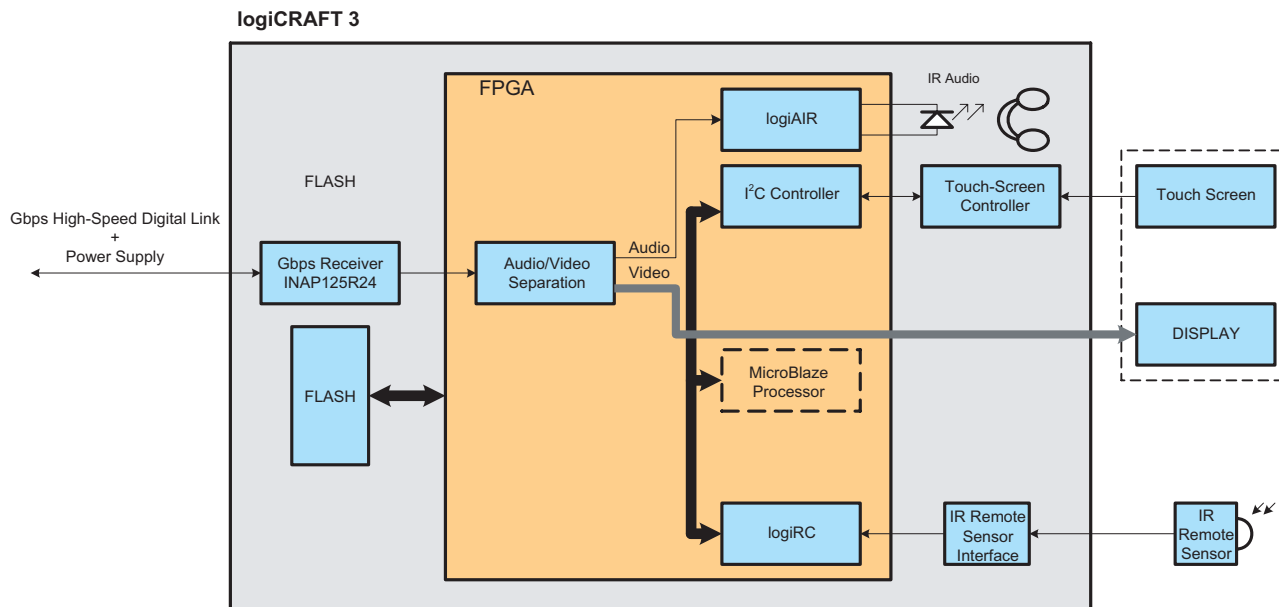 logiCRAFT 3
FPGA
IR Audio
logiAIR
FLASH
I²C Controller
Touch-Screen
Controller
Touch Screen
Gbps High-Speed Digital Link
+
Power Supply
Gbps Receiver
INAP125R24
Audio/Video
Separation
Audio
Video
DISPLAY
MicroBlaze
Processor
FLASH
logiRC
IR Remote
Sensor
Interface
IR
Remote
Sensor